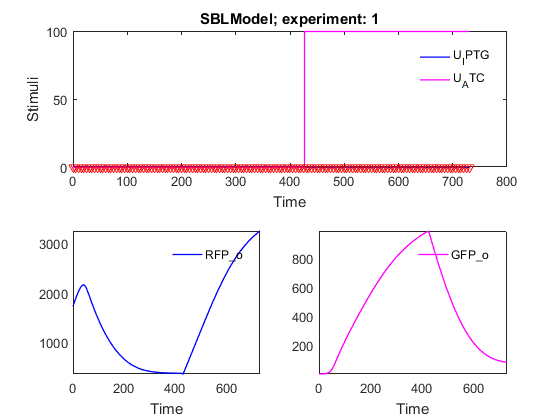 SBLModel; experiment: 1
100
50
0
Stimuli
U_IPTG
U_ATC
0 100 200 300 400 500 600 700 800
Time
3000
2000
1000
RFP_o
0 200 400 600
Time
800
600
400
200
GFP_o
0 200 400 600
Time